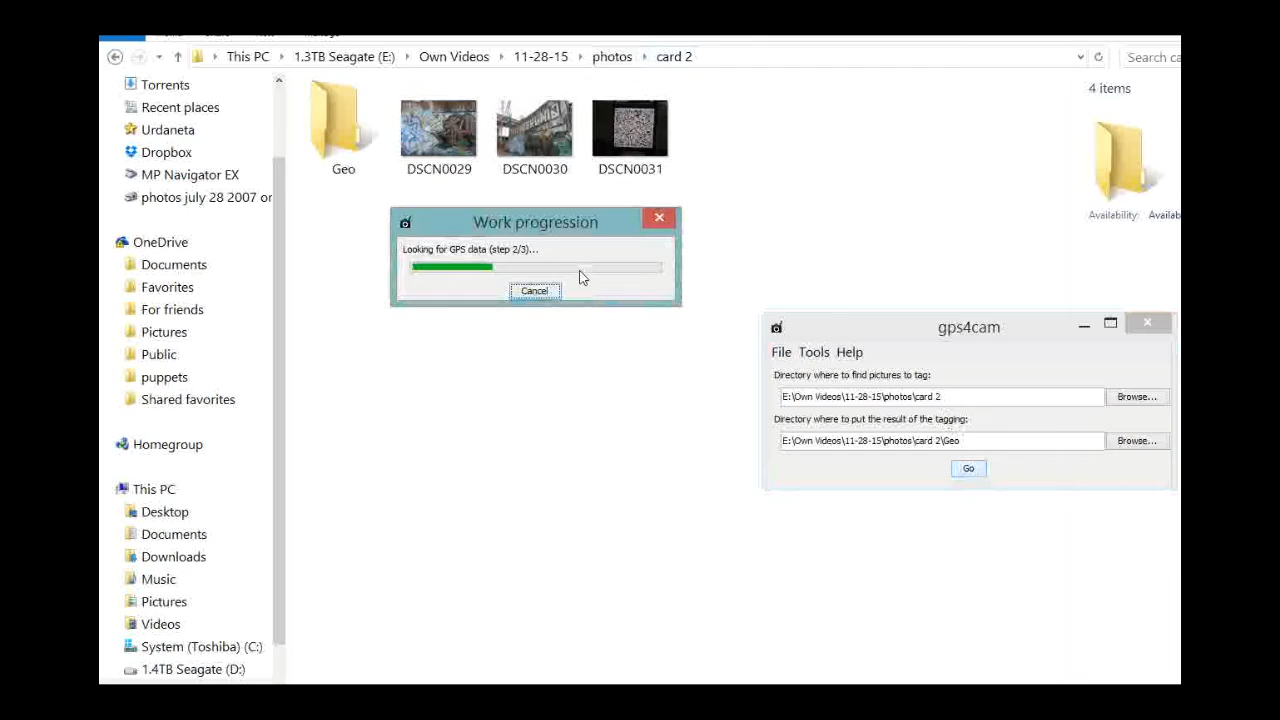 This PC
1.3TB Seagate (E:)
Own Videos
11-28-15
photos
card 2
Search ca
Torrents
Recent places
Urdaneta
Dropbox
MP Navigator EX
photos july 28 2007 or
OneDrive
Documents
Favorites
For friends
Pictures
Public
puppets
Shared favorites
Homegroup
This PC
Desktop
Documents
Downloads
Music
Pictures
Videos
System (Toshiba) (C:)
1.4TB Seagate (D:)
Geo
DSCN0029
DSCN0030
DSCN0031
4 items
Availability: Availab
Work progression
Looking for GPS data (step 2/3)...
Cancel
gps4cam
File Tools Help
Directory where to find pictures to tag:
E:\Own Videos\11-28-15\photos\card 2
Browse...
Directory where to put the result of the tagging:
E:\Own Videos\11-28-15\photos\card 2\Geo
Browse...
Go